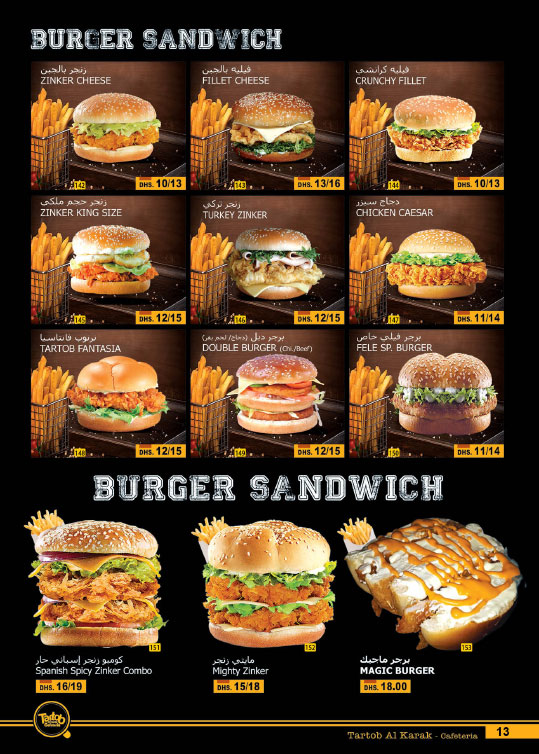 BURGER SANDWICH
زنجر بالجبن
ZINKER CHEESE
142
DHS. 10/13
فيليه بالجبن
FILLET CHEESE
143
DHS. 13/16
فيليه كرانشي
CRUNCHY FILLET
144
DHS. 10/13
زنجر حجم ملكي
ZINKER KING SIZE
145
DHS. 12/15
زنجر تركي
TURKEY ZINKER
146
DHS. 12/15
دجاج سيزر
CHICKEN CAESAR
147
DHS. 11/14
ترتوب فانتاسيا
TARTOB FANTASIA
148
DHS. 12/15
برجر دبل (دجاج/ لحم بقر)
DOUBLE BURGER (Chi./Beef)
149
DHS. 12/15
برجر فيلي خاص
FELE SP. BURGER
150
DHS. 11/14
BURGER SANDWICH
151
كومبو زنجر إسباني حار
Spanish Spicy Zinker Combo
DHS. 16/19
152
مايتي زنجر
Mighty Zinker
DHS. 15/18
153
برجر ماجيك
MAGIC BURGER
DHS. 18.00
Tartob
Tartob Al Karak - Cafeteria
13